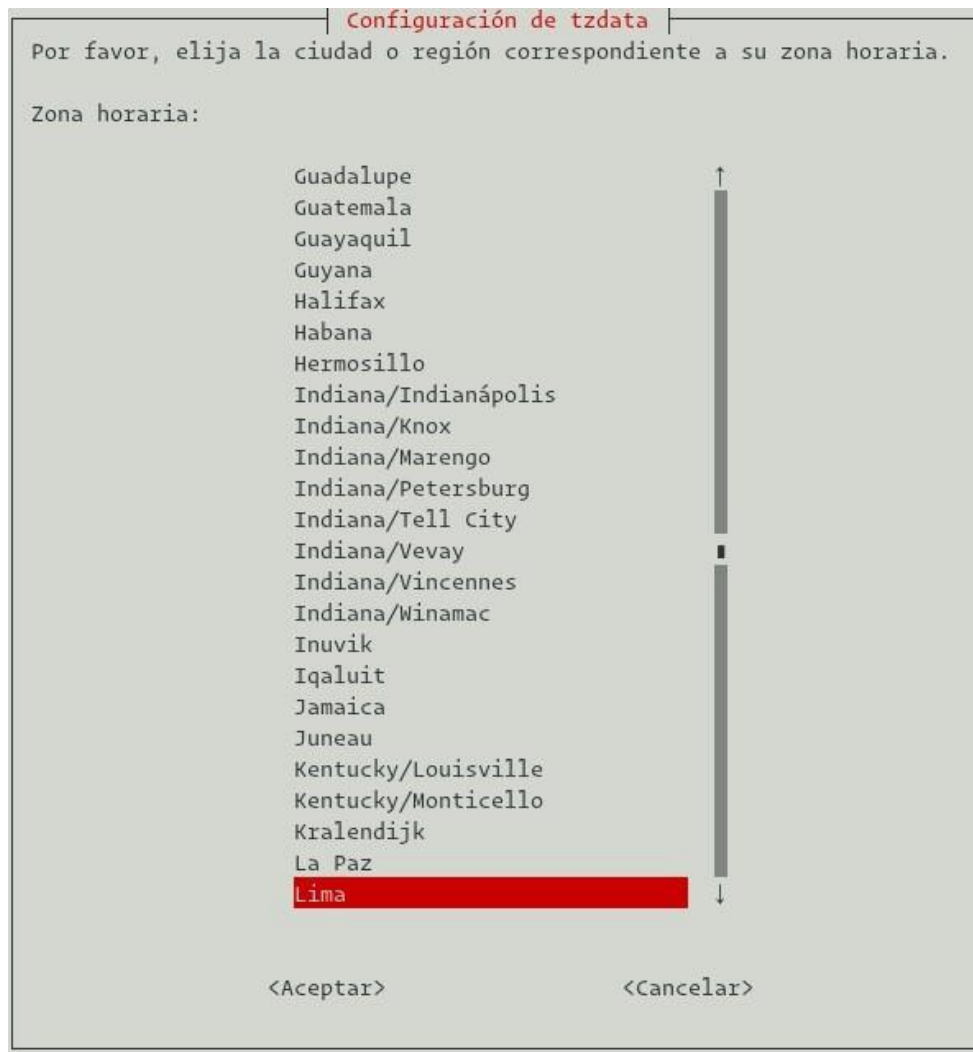 Configuración de tzdata
Por favor, elija la ciudad o región correspondiente a su zona horaria.
Zona horaria:
Guadalupe
Guatemala
Guayaquil
Guyana
Halifax
Habana
Hermosillo
Indiana/Indianápolis
Indiana/Knox
Indiana/Marengo
Indiana/Petersburg
Indiana/Tell City
Indiana/Vevay
Indiana/Vincennes
Indiana/Winamac
Inuvik
Iqaluit
Jamaica
Juneau
Kentucky/Louisville
Kentucky/Monticello
Kralendijk
La Paz
Lima
<Aceptar> <Cancelar>